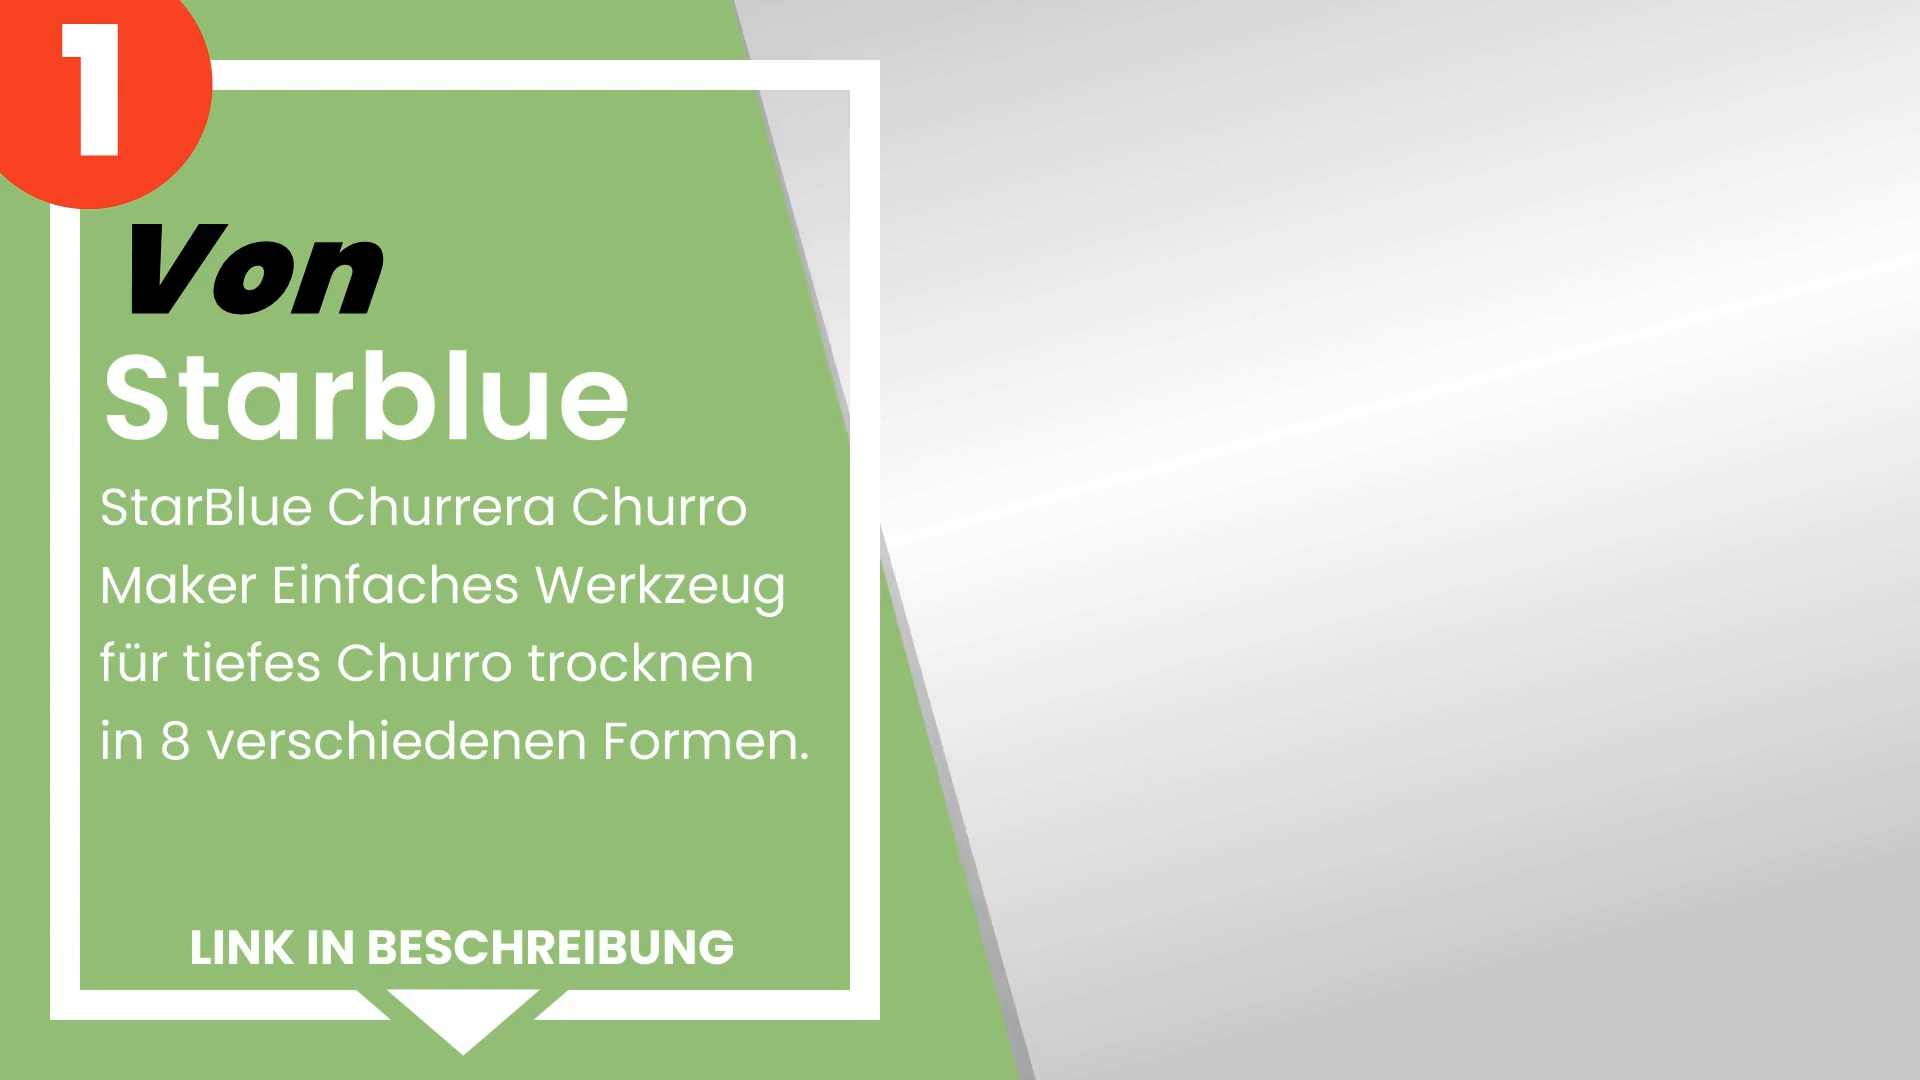 1
Von
Starblue
StarBlue Churrera Churro
Maker Einfaches Werkzeug
für tiefes Churro trocknen
in 8 verschiedenen Formen.
LINK IN BESCHREIBUNG